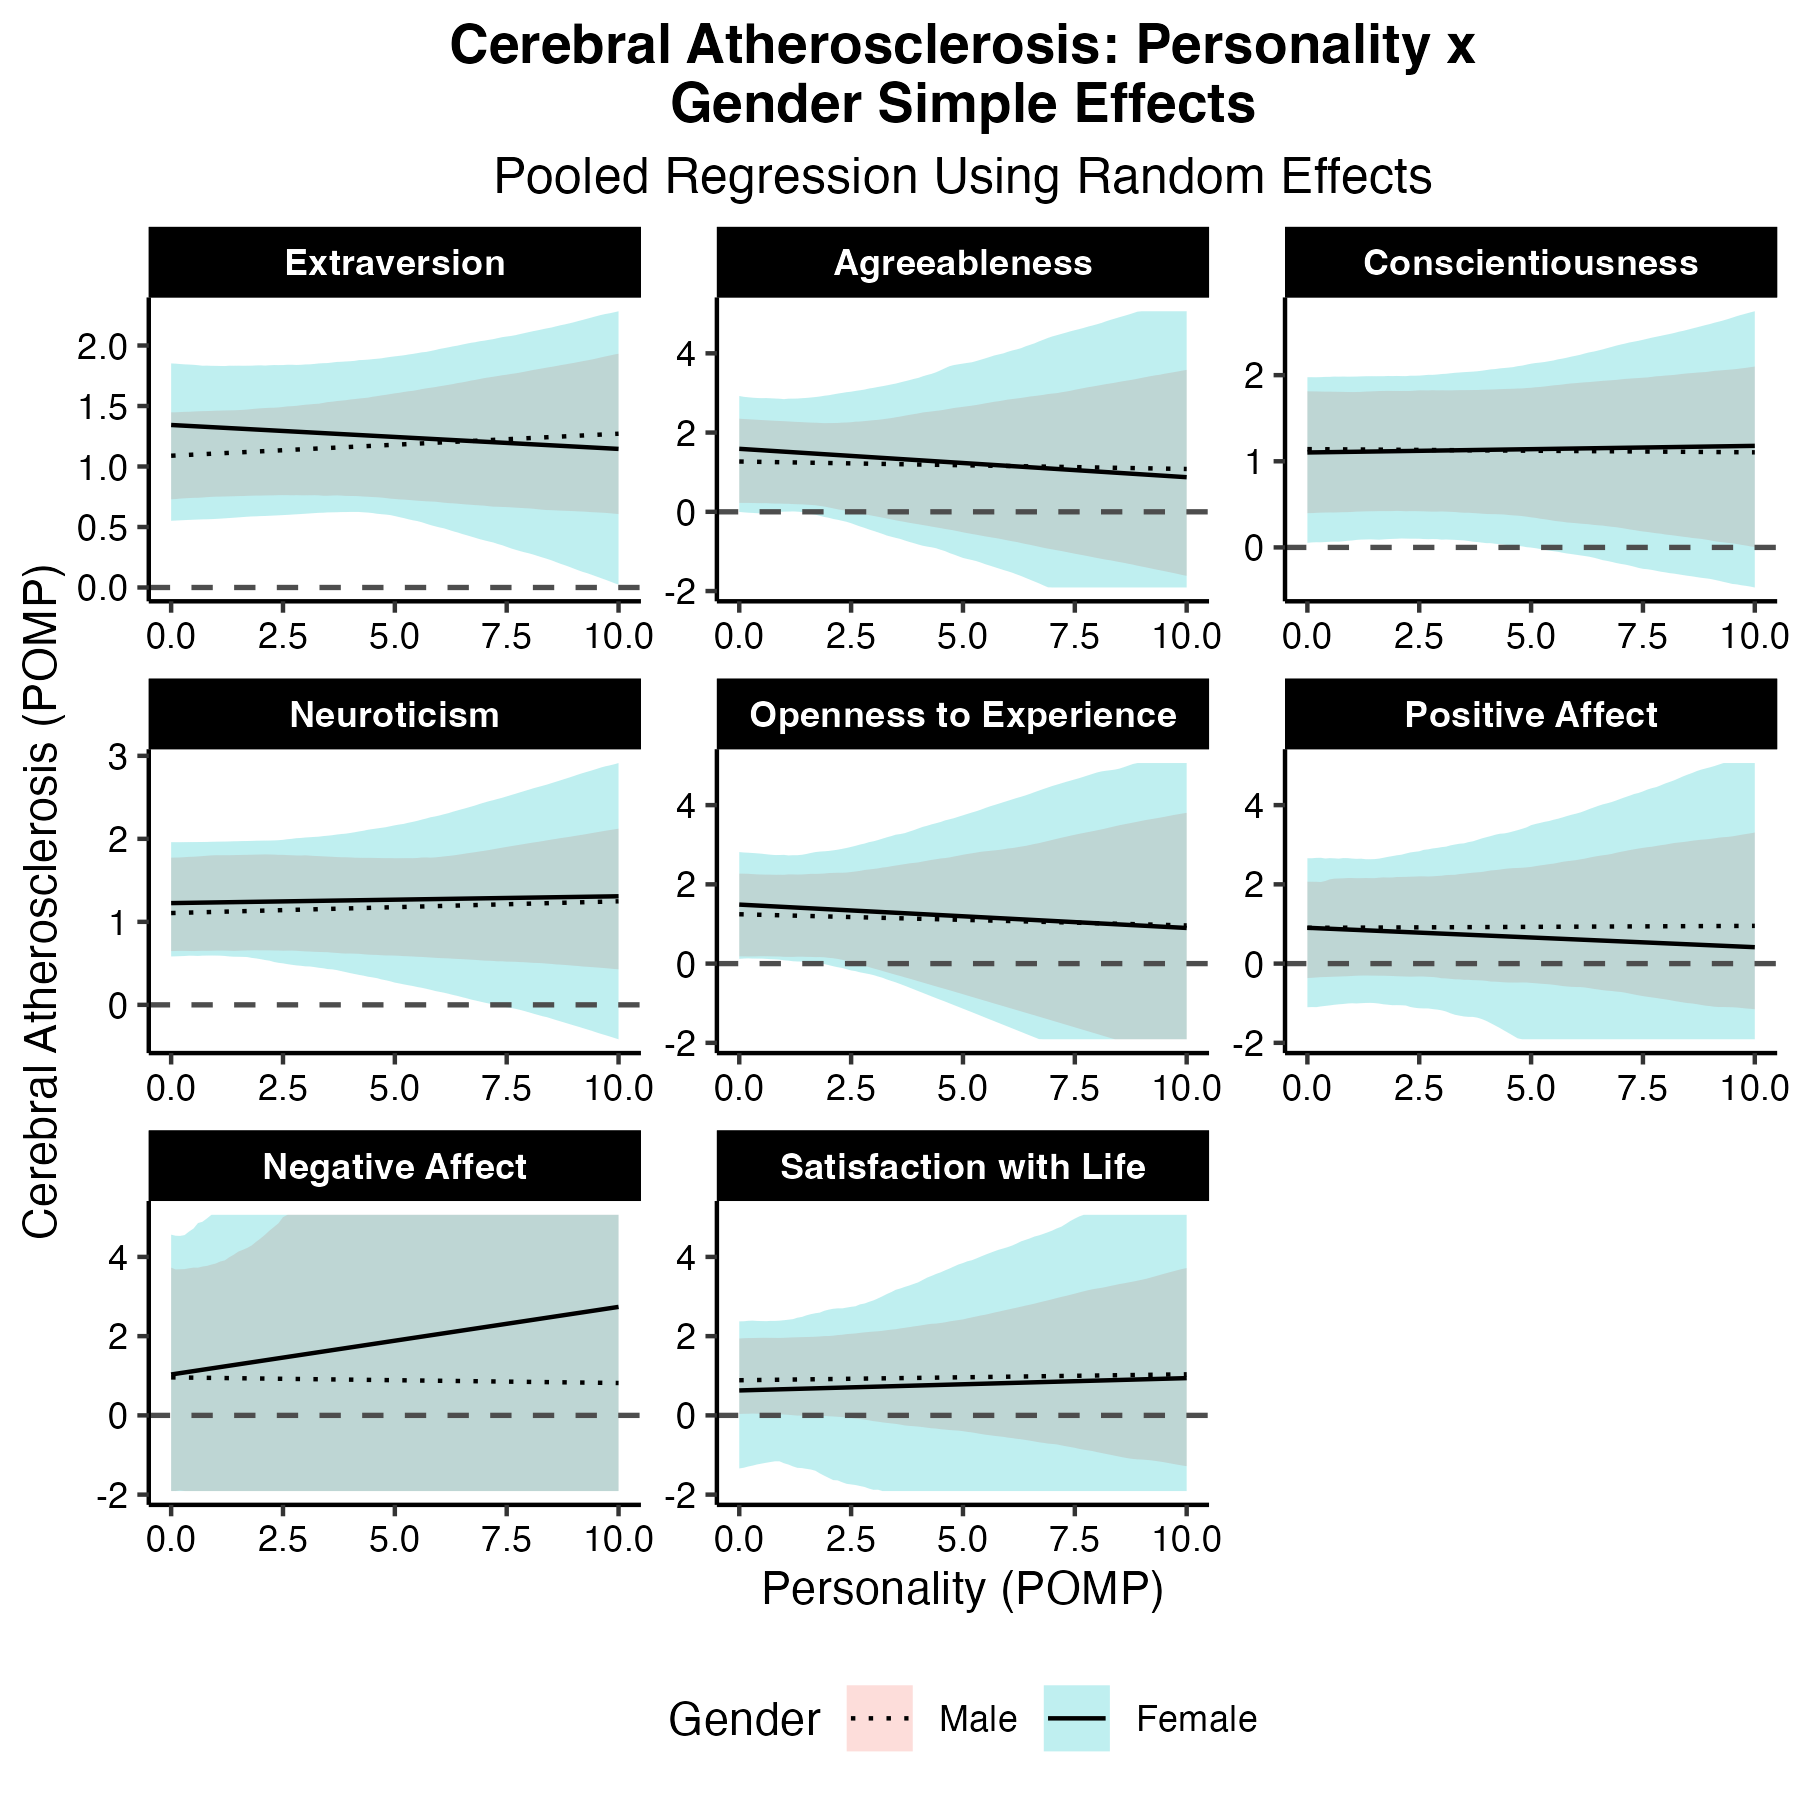 Cerebral Atherosclerosis: Personality x
Gender Simple Effects
Pooled Regression Using Random Effects
Cerebral Atherosclerosis (POMP)
Extraversion
2.0
1.5
1.0
0.5
0.0
0.0 2.5 5.0 7.5 10.0
Agreeableness
4
2
0
-2
0.0 2.5 5.0 7.5 10.0
Conscientiousness
2
1
0
0.0 2.5 5.0 7.5 10.0
Neuroticism
3
2
1
0
0.0 2.5 5.0 7.5 10.0
Openness to Experience
4
2
0
-2
0.0 2.5 5.0 7.5 10.0
Positive Affect
4
2
0
-2
0.0 2.5 5.0 7.5 10.0
Negative Affect
4
2
0
-2
0.0 2.5 5.0 7.5 10.0
Satisfaction with Life
4
2
0
-2
0.0 2.5 5.0 7.5 10.0
Personality (POMP)
Gender Male Female